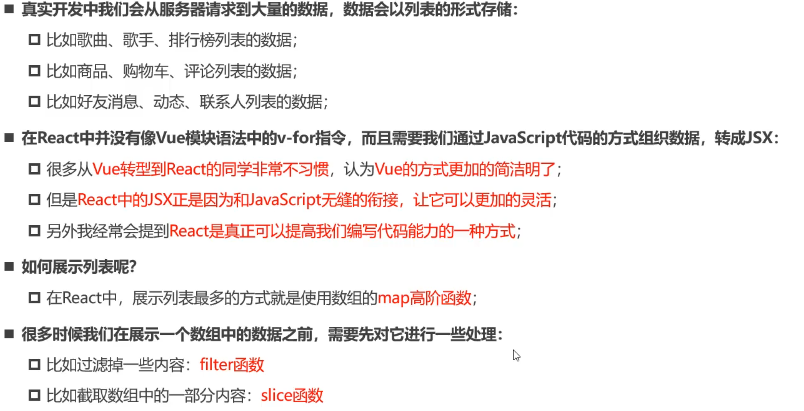 真实开发中我们会从服务器请求到大量的数据，数据会以列表的形式存储：
比如歌曲、歌手、排行榜列表的数据；
比如商品、购物车、评论列表的数据；
比如好友消息、动态、联系人列表的数据；
在React中并没有像Vue模块语法中的v-for指令，而且需要我们通过JavaScript代码的方式组织数据，转成JSX：
很多从Vue转型到React的同学非常不习惯，认为Vue的方式更加的简洁明了；
但是React中的JSX正是因为和JavaScript无缝的衔接，让它可以更加的灵活；
另外我经常会提到React是真正可以提高我们编写代码能力的一种方式；
如何展示列表呢？
在React中，展示列表最多的方式就是使用数组的map高阶函数；
很多时候我们在展示一个数组中的数据之前，需要先对它进行一些处理：
比如过滤掉一些内容：filter函数
比如截取数组中的一部分内容：slice函数